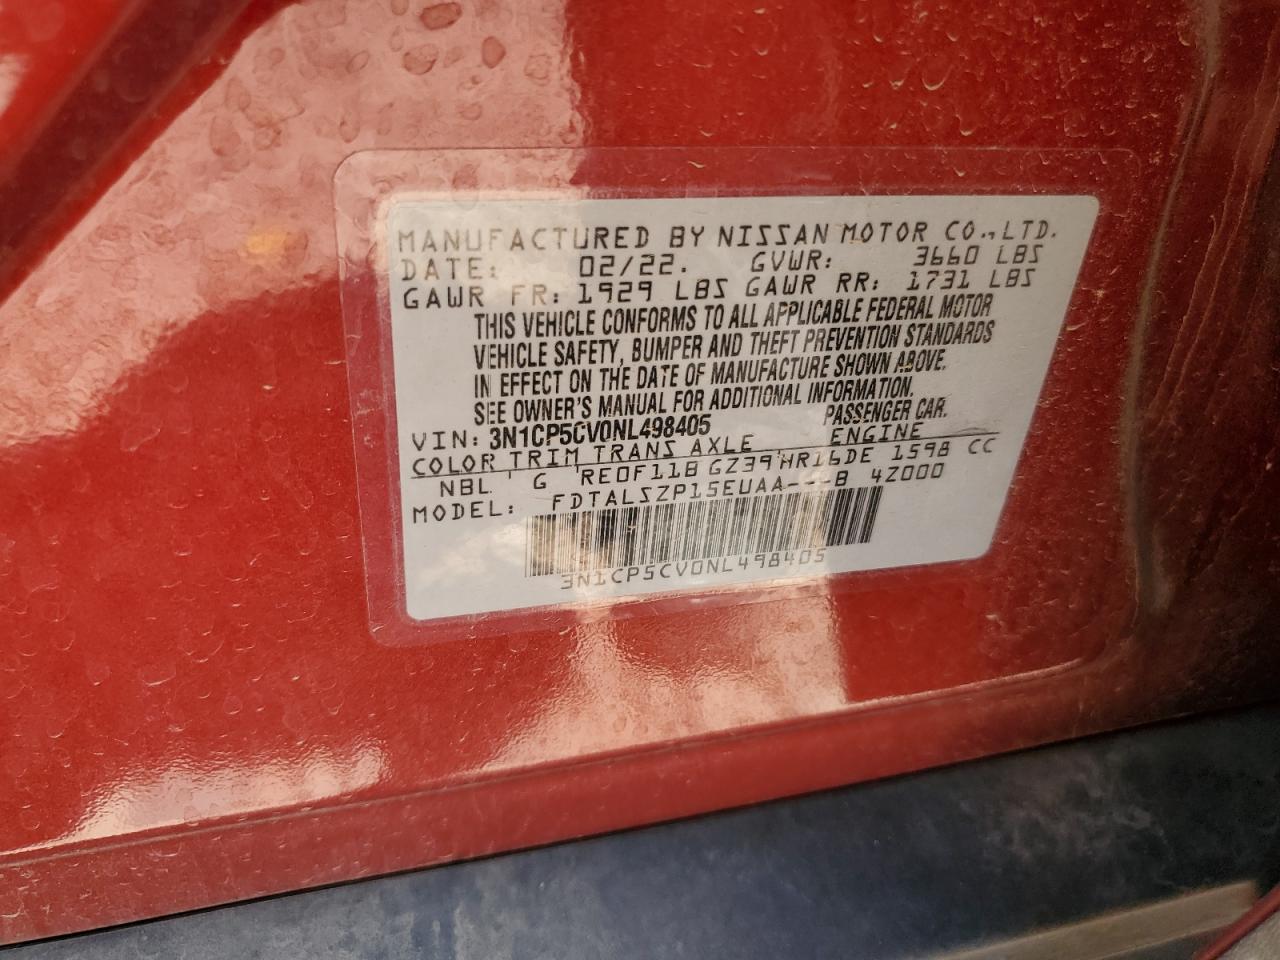 MANUFACTURED BY NISSAN MOTOR CO.,LTD.
DATE: 02/22. GVWR: 3660 LBS
GAWR FR: 1929 LBS GAWR RR: 1731 LBS
THIS VEHICLE CONFORMS TO ALL APPLICABLE FEDERAL MOTOR
VEHICLE SAFETY, BUMPER AND THEFT PREVENTION STANDARDS
IN EFFECT ON THE DATE OF MANUFACTURE SHOWN ABOVE.
SEE OWNER'S MANUAL FOR ADDITIONAL INFORMATION.
VIN: 3N1CP5CV0NL498405 PASSENGER CAR.
COLOR TRIM TRANS AXLE ENGINE
NBL G RE0F11B GZ39 HR16DE 1598 CC
MODEL: FDTALSZP15EUAA---B 4Z000
3N1CP5CV0NL498405